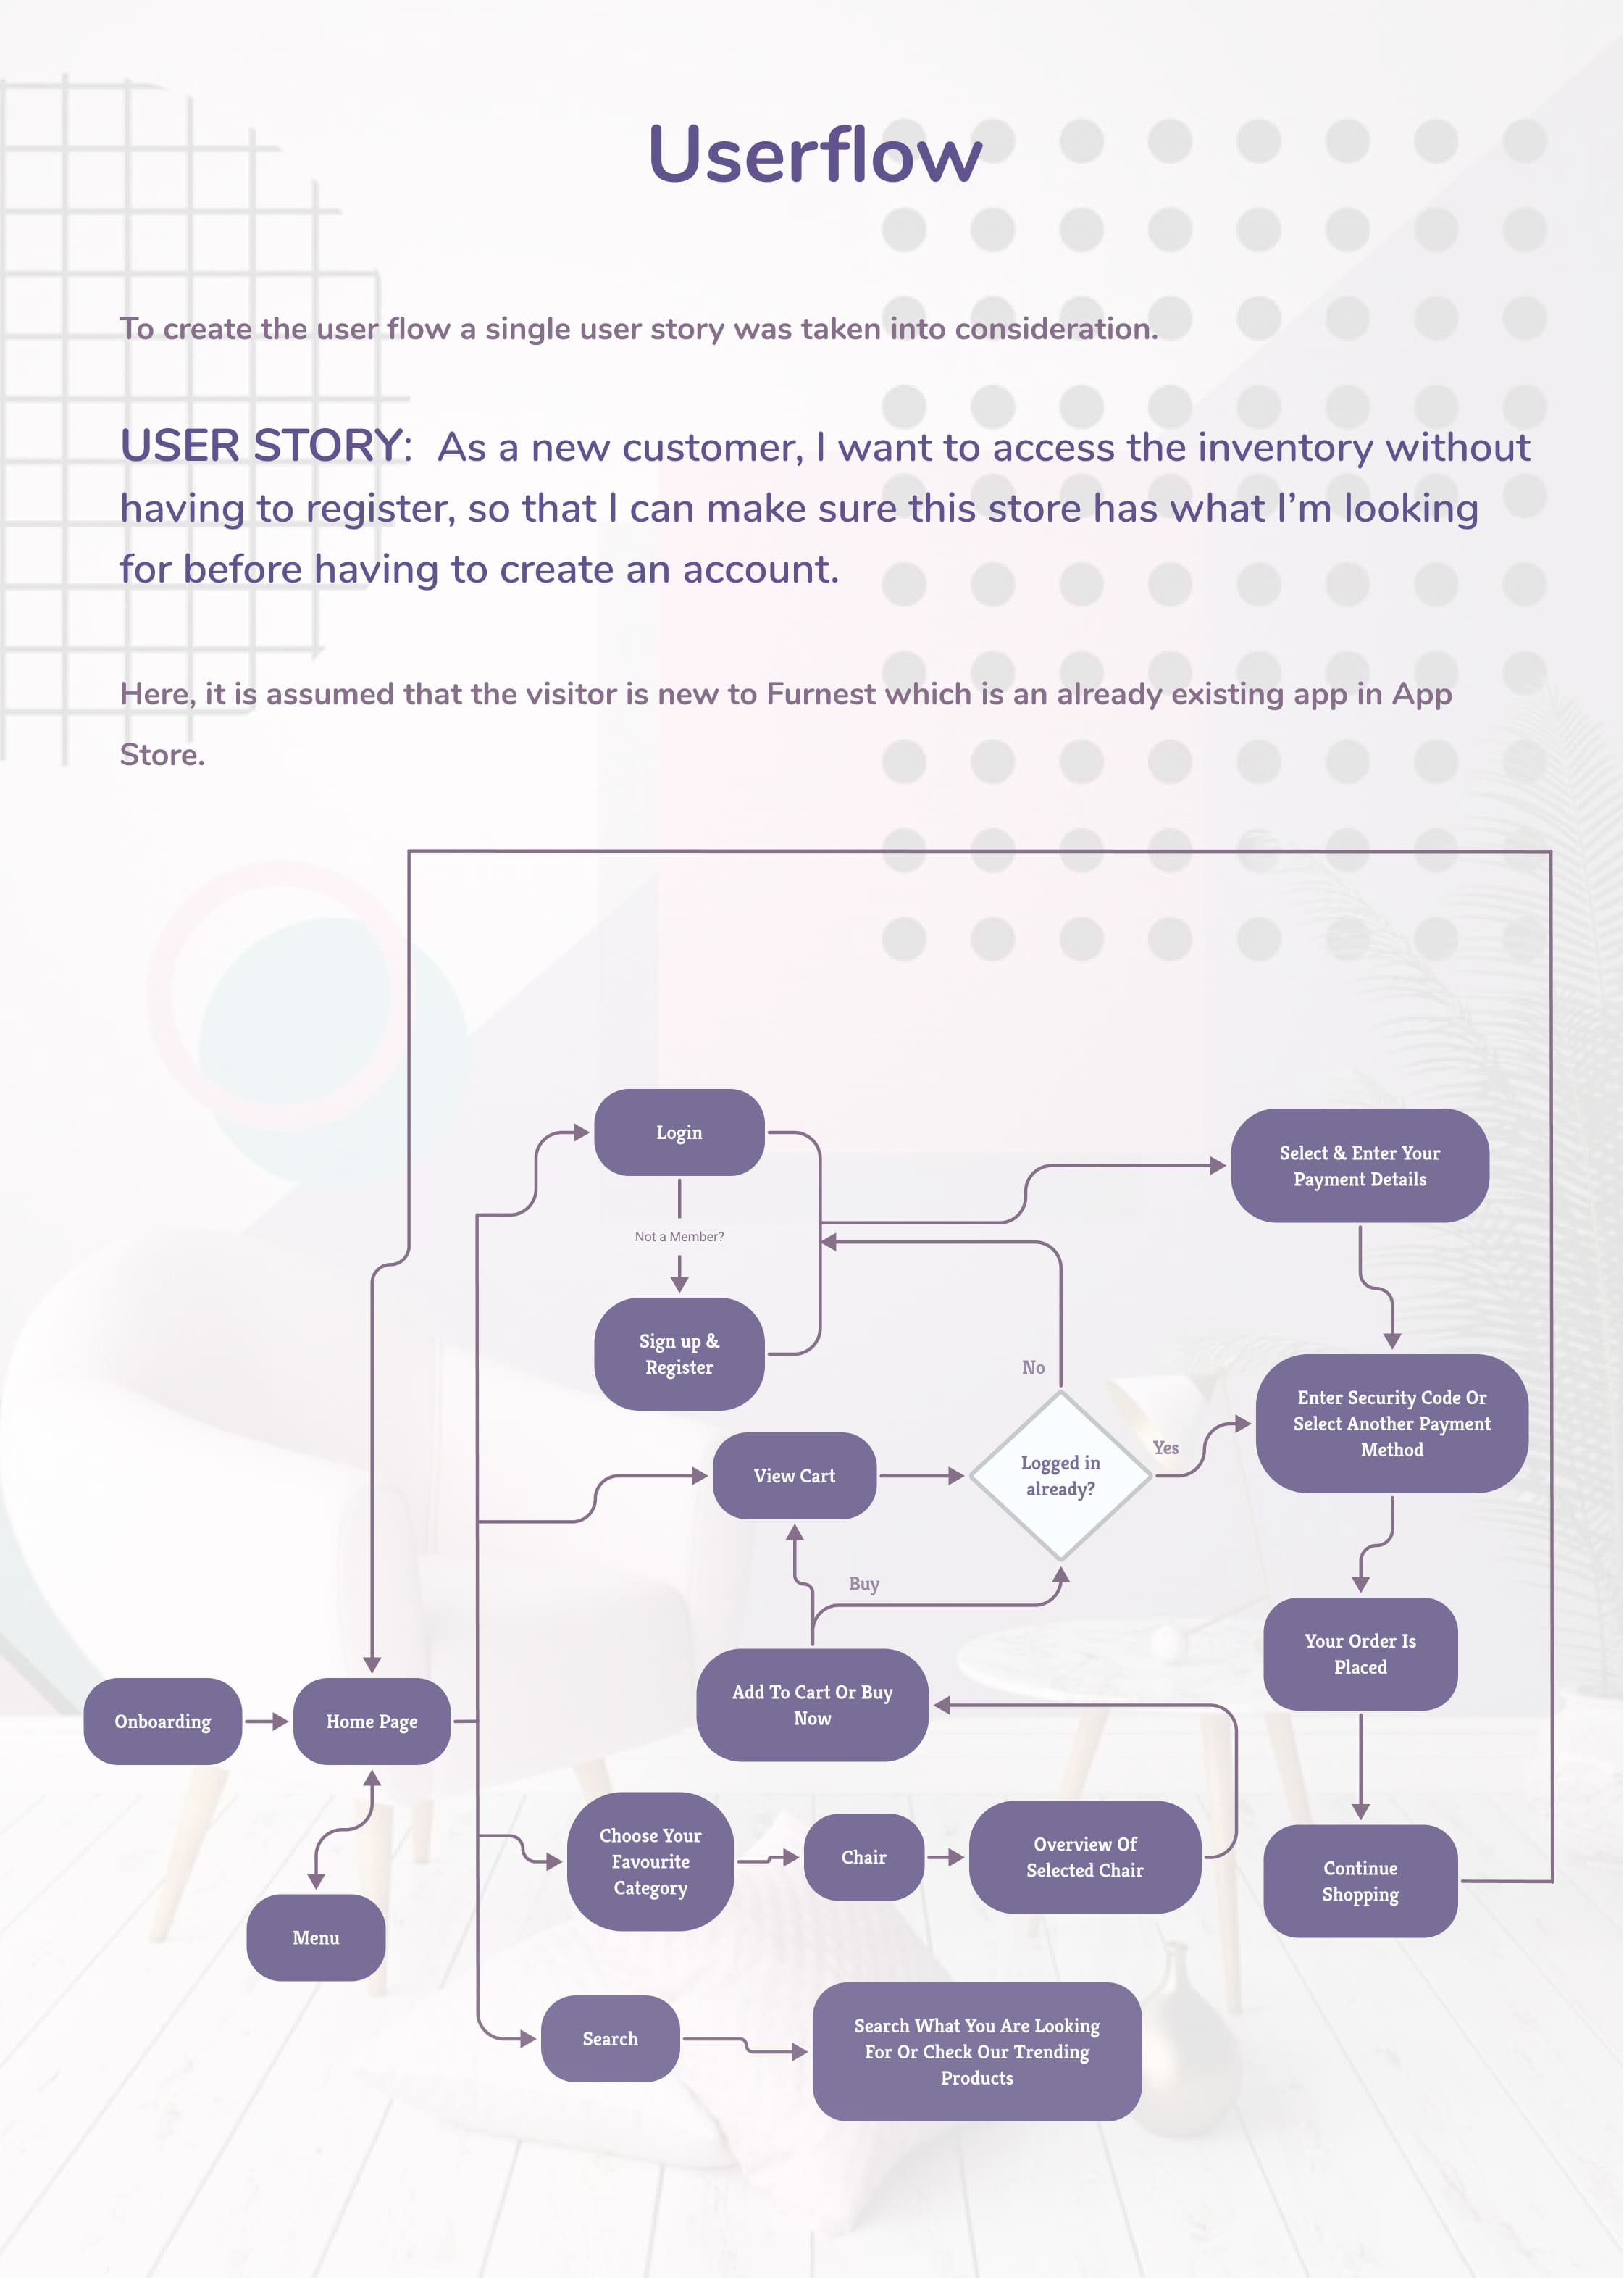 Userflow
To create the user flow a single user story was taken into consideration.
USER STORY: As a new customer, I want to access the inventory without
having to register, so that I can make sure this store has what I’m looking
for before having to create an account.
Here, it is assumed that the visitor is new to Furnest which is an already existing app in App
Store.
Login
Select & Enter Your
Payment Details
Not a Member?
Sign up &
Register
No
Enter Security Code Or
Select Another Payment
Method
Yes
Logged in
already?
View Cart
Buy
Your Order Is
Placed
Add To Cart Or Buy
Now
Onboarding
Home Page
Choose Your
Favourite
Category
Chair
Overview Of
Selected Chair
Continue
Shopping
Menu
Search
Search What You Are Looking
For Or Check Our Trending
Products